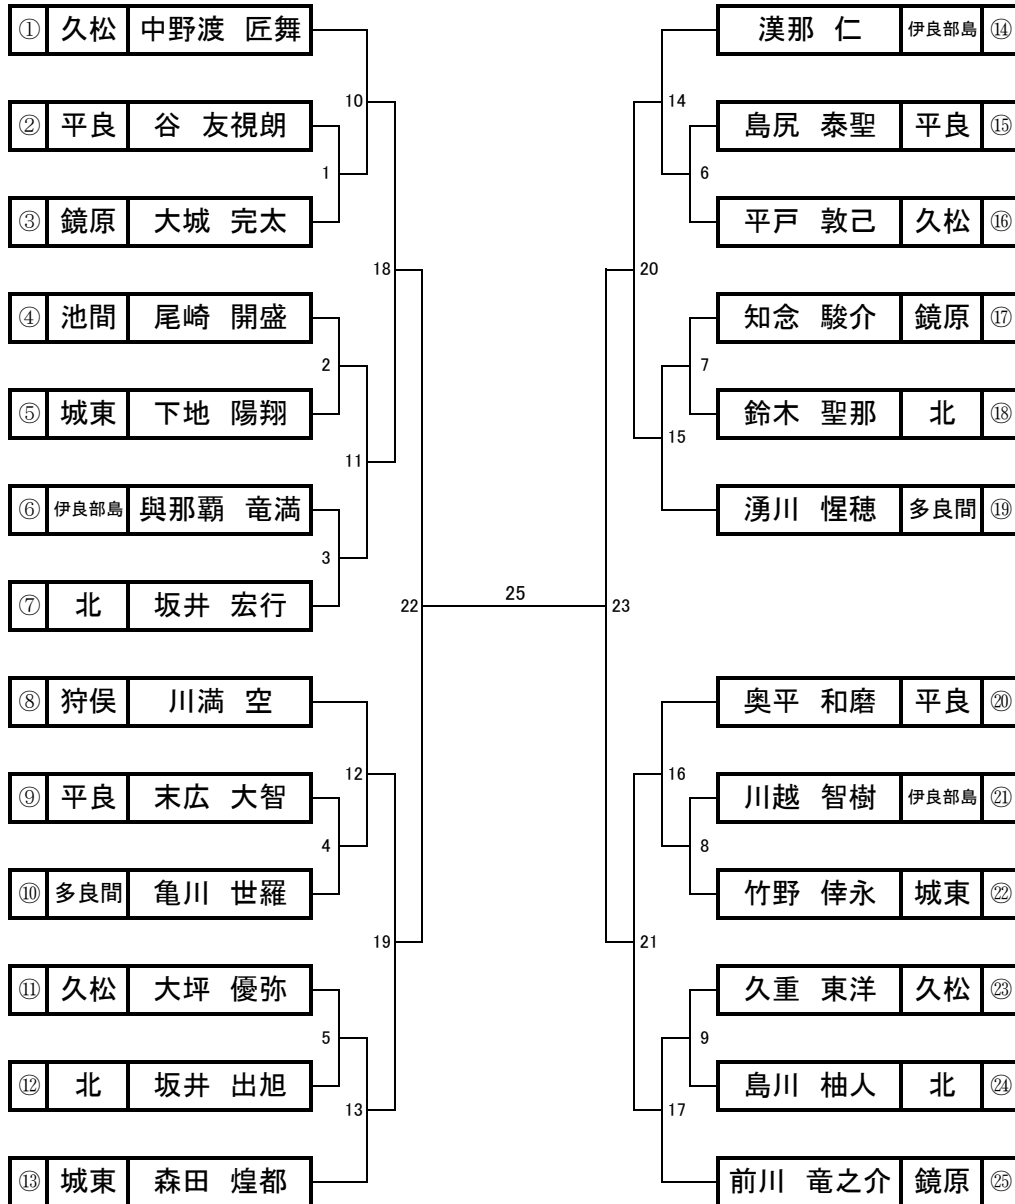 ① 久松 中野渡 匠舞
② 平良 谷 友視朗
③ 鏡原 大城 完太
④ 池間 尾崎 開盛
⑤ 城東 下地 陽翔
⑥ 伊良部島 與那覇 竜満
⑦ 北 坂井 宏行
⑧ 狩俣 川満 空
⑨ 平良 末広 大智
⑩ 多良間 亀川 世羅
⑪ 久松 大坪 優弥
⑫ 北 坂井 出旭
⑬ 城東 森田 煌都
10
1
18
2
11
3
22
12
4
19
5
13
25
14
6
20
7
15
23
16
8
21
9
17
漢那 仁 伊良部島 ⑭
島尻 泰聖 平良 ⑮
平戸 敦己 久松 ⑯
知念 駿介 鏡原 ⑰
鈴木 聖那 北 ⑱
湧川 惺穂 多良間 ⑲
奥平 和磨 平良 ⑳
川越 智樹 伊良部島 ㉑
竹野 倖永 城東 ㉒
久重 東洋 久松 ㉓
島川 柚人 北 ㉔
前川 竜之介 鏡原 ㉕